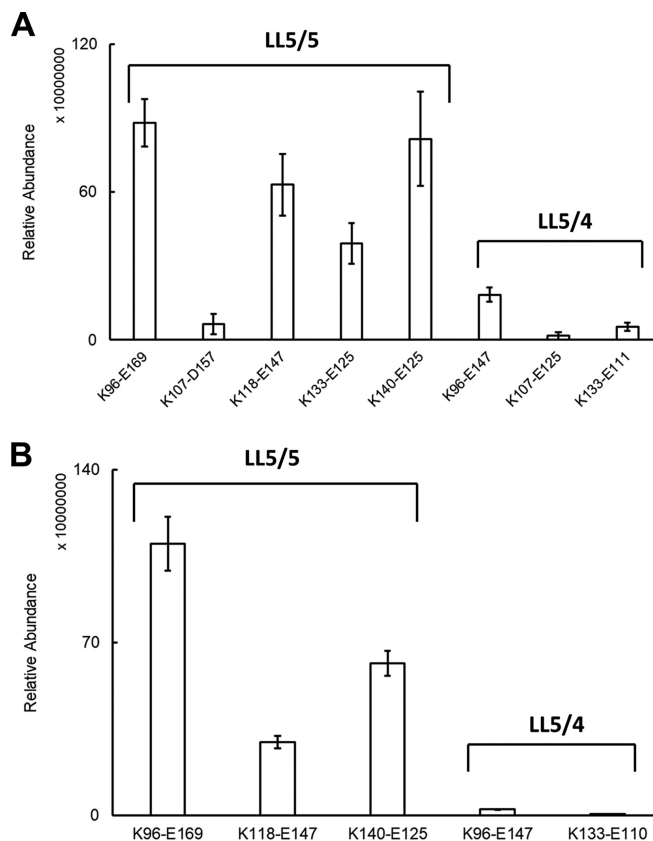 A
LL5/5
120
x 10000000
Relative Abundance
60
LL5/4
0
K96-E169
K107-D157
K118-E147
K133-E125
K140-E125
K96-E147
K107-E125
K133-E111
B
LL5/5
140
x 10000000
Relative Abundance
70
LL5/4
0
K96-E169 K118-E147 K140-E125 K96-E147 K133-E110